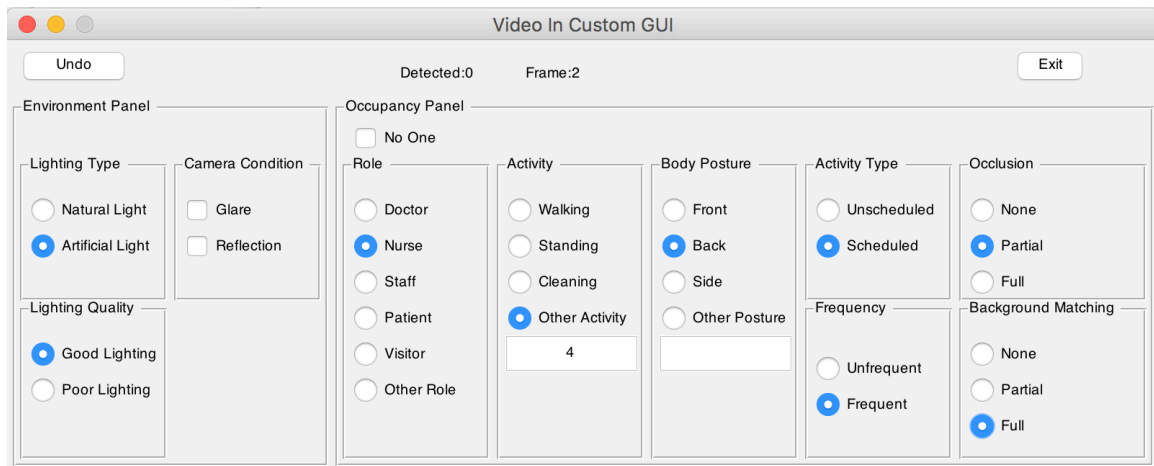 Video In Custom GUI
Undo
Detected:0
Frame:2
Exit
Environment Panel
Lighting Type
Natural Light
Artificial Light
Camera Condition
Glare
Reflection
Lighting Quality
Good Lighting
Poor Lighting
Occupancy Panel
No One
Role
Doctor
Nurse
Staff
Patient
Visitor
Other Role
Activity
Walking
Standing
Cleaning
Other Activity
4
Body Posture
Front
Back
Side
Other Posture
Activity Type
Unscheduled
Scheduled
Frequency
Unfrequent
Frequent
Occlusion
None
Partial
Full
Background Matching
None
Partial
Full